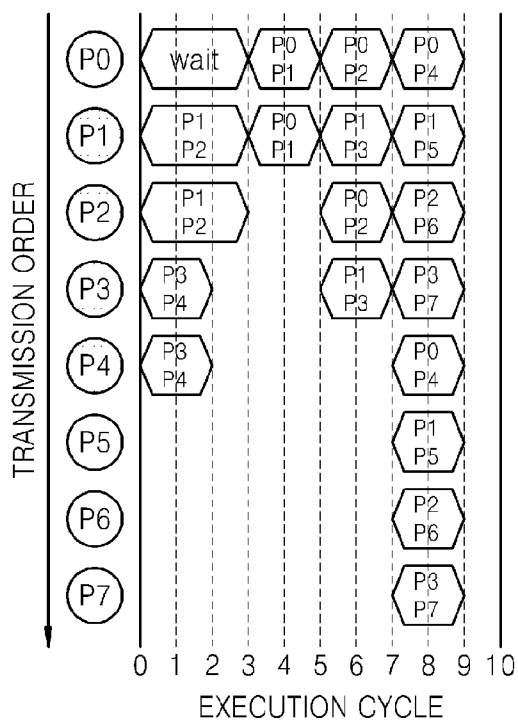 P0 wait P0 P0 P0
P1 P2 P4
P1 P1 P0 P1 P1
P2 P1 P3 P5
P2 P1 P0 P2
P2 P2 P6
P3 P3 P1 P3
P4 P3 P7
P4 P3 P0
P4 P4
P5 P1
P5
P6 P2
P6
P7 P3
P7
TRANSMISSION ORDER
0 1 2 3 4 5 6 7 8 9 10
EXECUTION CYCLE